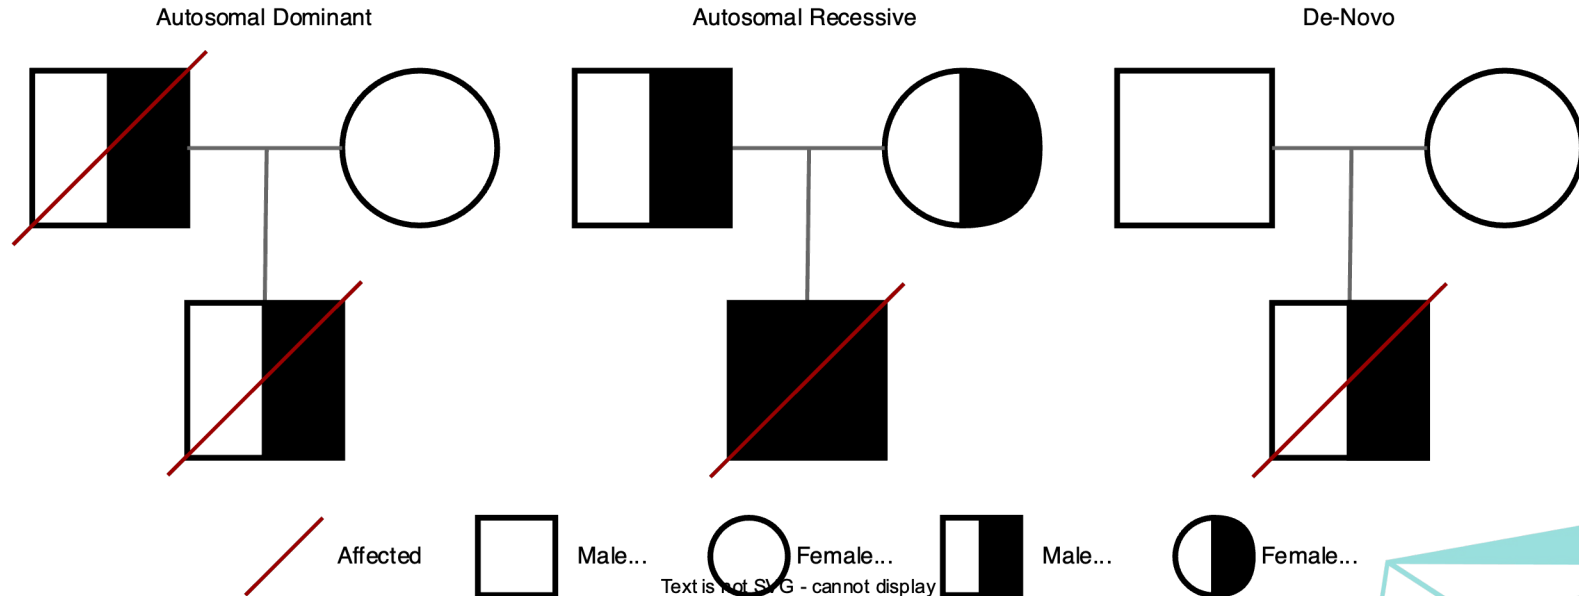 Autosomal Dominant
Autosomal Recessive
De-Novo
Affected
Male...
Female...
Male...
Female...
Text is not SVG - cannot display